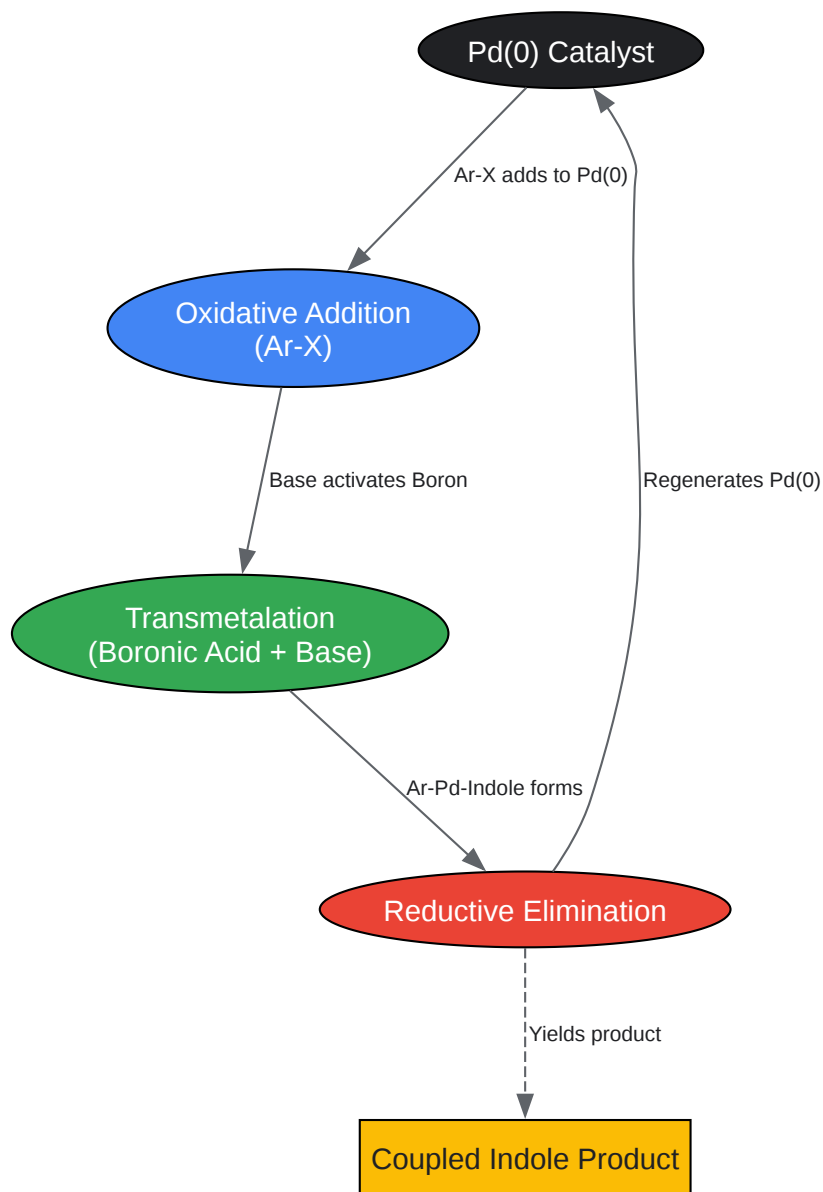 Pd(0) Catalyst
Ar-X adds to Pd(0)
Oxidative Addition
(Ar-X)
Base activates Boron
Regenerates Pd(0)
Transmetalation
(Boronic Acid + Base)
Ar-Pd-Indole forms
Reductive Elimination
Yields product
Coupled Indole Product